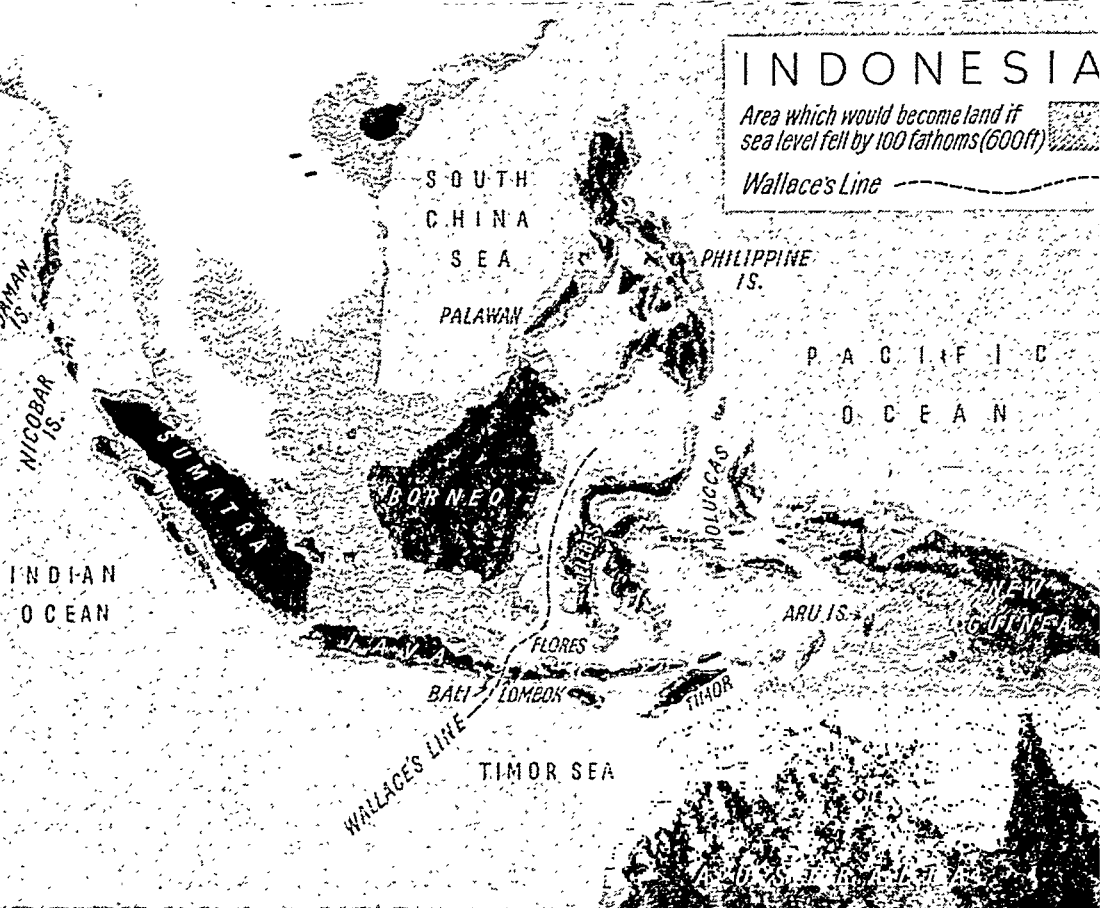 INDONESIA
Area which would become land if
sea level fell by 100 fathoms (600ft)
Wallace's Line
SOUTH
CHINA
SEA
PHILIPPINE
IS.
PALAWAN
PACIFIC
OCEAN
IS.
NICOBAR
IS.
SUMATRA
BORNEO
MOLUCCAS
INDIAN
OCEAN
NEW
GUINEA
ARU IS.
JAVA
FLORES
BALI
LOMBOK
TIMOR
WALLACE'S LINE
TIMOR SEA
AUSTRALIA